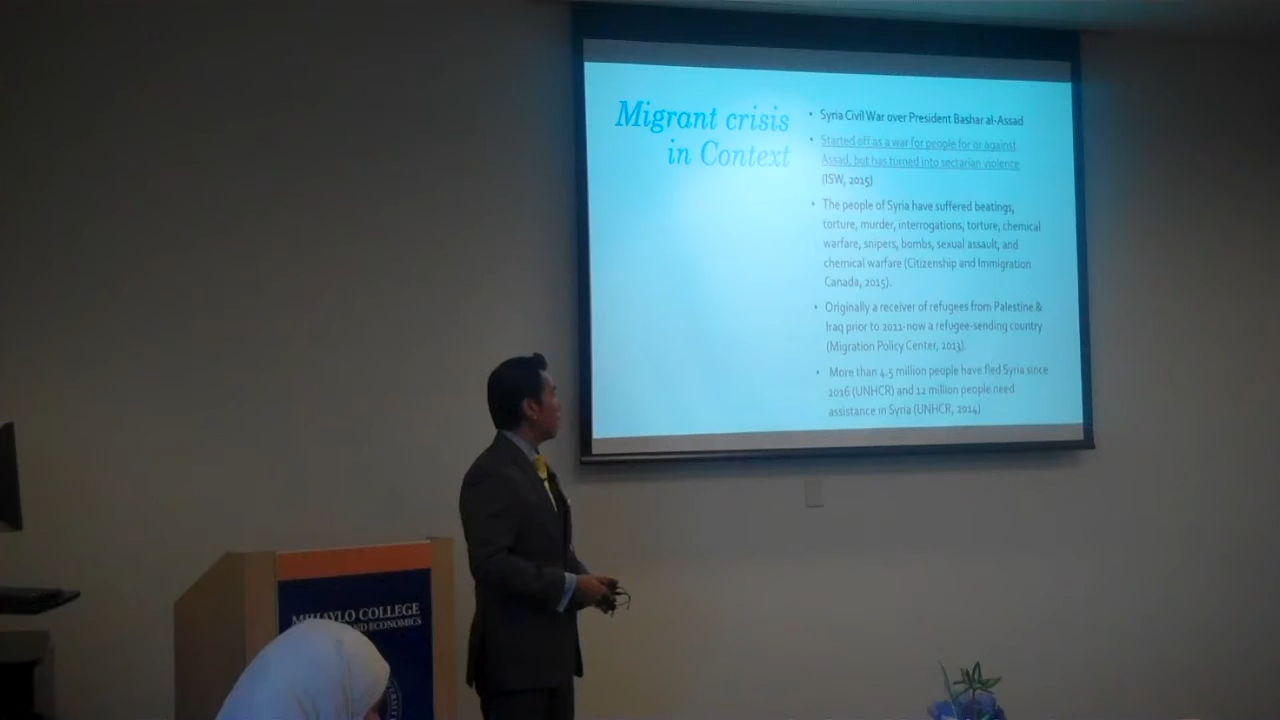 Migrant crisis
in Context
• Syria Civil War over President Bashar al-Assad
• Started off as a war for people for or against
Assad, but has turned into sectarian violence
(ISW, 2015)
• The people of Syria have suffered beatings,
torture, murder, interrogations, torture, chemical
warfare, snipers, bombs, sexual assault, and
chemical warfare (Citizenship and Immigration
Canada, 2015).
• Originally a receiver of refugees from Palestine &
Iraq prior to 2011-now a refugee-sending country
(Migration Policy Center, 2013).
• More than 4.5 million people have fled Syria since
2016 (UNHCR) and 12 million people need
assistance in Syria (UNHCR, 2014)
MIHAYLO COLLEGE
AND ECONOMICS